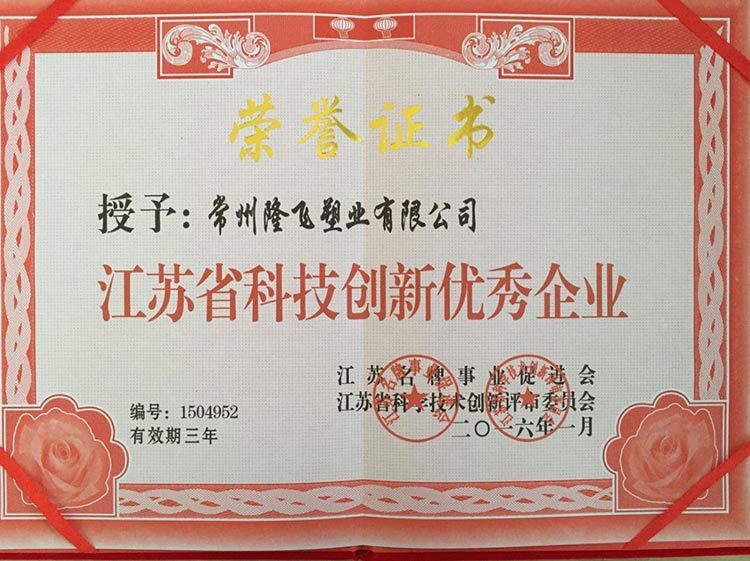 荣誉证书
授予：常州隆飞塑业有限公司
江苏省科技创新优秀企业
江苏名牌事业促进会
江苏省科学技术创新评审委员会
二〇一六年一月
编号：1504952
有效期三年